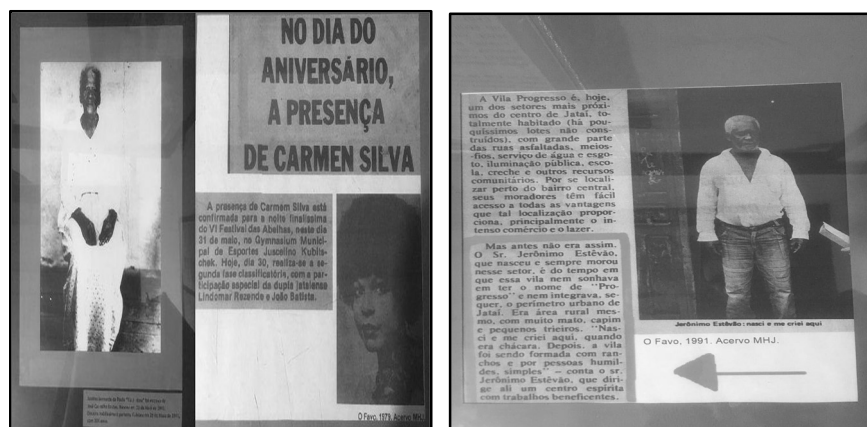 NO DIA DO
ANIVERSÁRIO,
A PRESENÇA
DE CARMEN SILVA
A presença de Carmem Silva está
confirmada para a noite finalíssima
do VI Festival das Abelhas, neste dia
31 de maio, no Gymnasium Munici-
pal de Esportes Juscelino Kubits-
chek. Hoje, dia 30, realiza-se a se-
gunda fase classificatória, com a par-
ticipação especial da dupla jataiense
Lindomar Rezende e João Batista.
O Favo, 1979. Acervo MHJ.
A Vila Progresso é, hoje,
um dos setores mais próxi-
mos do centro de Jataí, to-
talmente habitado (há pou-
quíssimos lotes não cons-
truídos), com grande parte
das ruas asfaltadas, meios-
-fios, serviço de água e esgo-
to, iluminação pública, esco-
la, creche e outros recursos
comunitários. Por se locali-
zar perto do bairro central,
seus moradores têm fácil
acesso a todas as vantagens
que tal localização propor-
ciona, principalmente o in-
tenso comércio e o lazer.
Mas antes não era assim.
O Sr. Jerônimo Estêvão,
que nasceu e sempre morou
nesse setor, é do tempo em
que essa vila nem sonhava
em ter o nome de "Pro-
gresso" e nem integrava, se-
quer, o perímetro urbano de
Jataí. Era área rural mes-
mo, com muito mato, capim
e pequenos trieiros. "Nas-
ci e me criei aqui, quando
era chácara. Depois, a vila
foi sendo formada com ran-
chos e por pessoas humil-
des, simples" — conta o sr.
Jerônimo Estêvão, que diri-
ge ali um centro espírita
com trabalhos beneficentes.
Jerônimo Estêvão: nasci e me criei aqui
O Favo, 1991. Acervo MHJ.